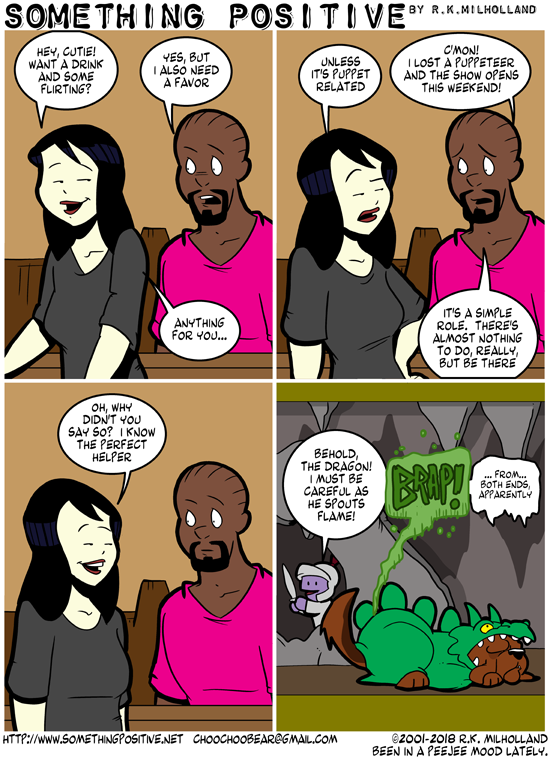 SOMETHING POSITIVE BY R.K.MILHOLLAND
HEY, CUTIE!
WANT A DRINK
AND SOME
FLIRTING?
YES, BUT
I ALSO NEED
A FAVOR
ANYTHING
FOR YOU...
UNLESS
IT'S PUPPET
RELATED
C'MON!
I LOST A PUPPETEER
AND THE SHOW OPENS
THIS WEEKEND!
IT'S A SIMPLE
ROLE. THERE'S
ALMOST NOTHING
TO DO, REALLY,
BUT BE THERE
OH, WHY
DIDN'T YOU
SAY SO? I KNOW
THE PERFECT
HELPER
BEHOLD,
THE DRAGON!
I MUST BE
CAREFUL AS
HE SPOUTS
FLAME!
BRAP!
... FROM...
BOTH ENDS,
APPARENTLY
HTTP://WWW.SOMETHINGPOSITIVE.NET CHOOCHOOBEAR@GMAIL.COM
©2001-2018 R.K. MILHOLLAND
BEEN IN A PEEJEE MOOD LATELY.